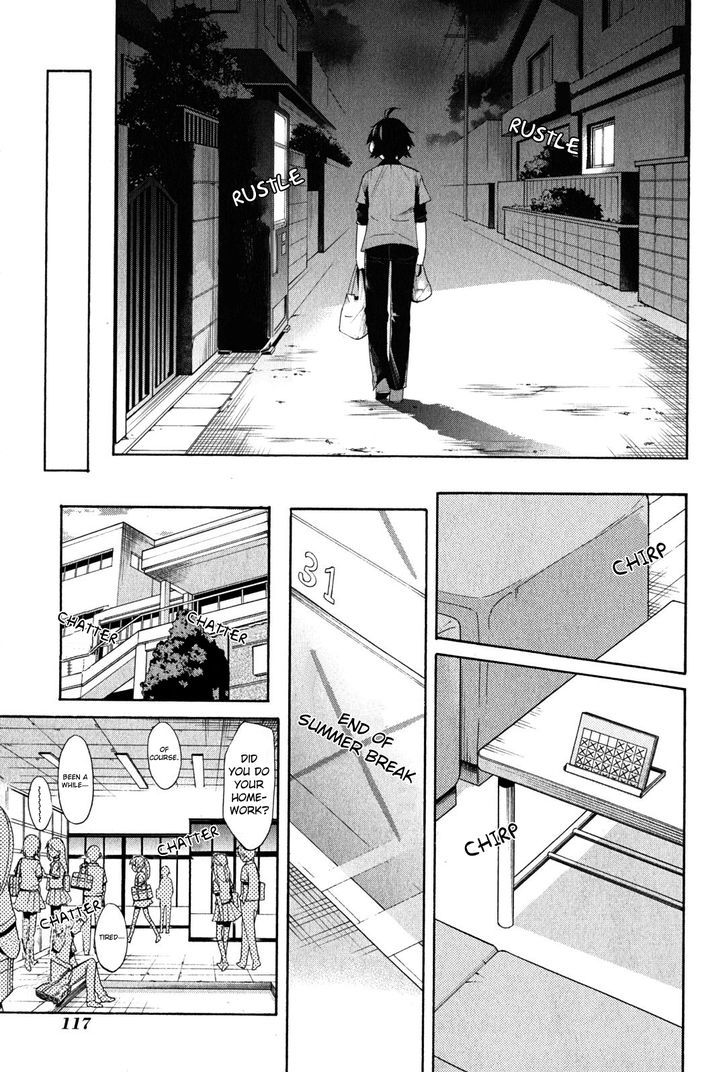 RUSTLE
RUSTLE
CHIRP
CHIRP
31
END OF
SUMMER BREAK
CHATTER
CHATTER
DID
YOU DO
YOUR
HOME-
WORK?
OF
COURSE.
BEEN A
WHILE—
CHATTER
CHATTER
TIRED—
117